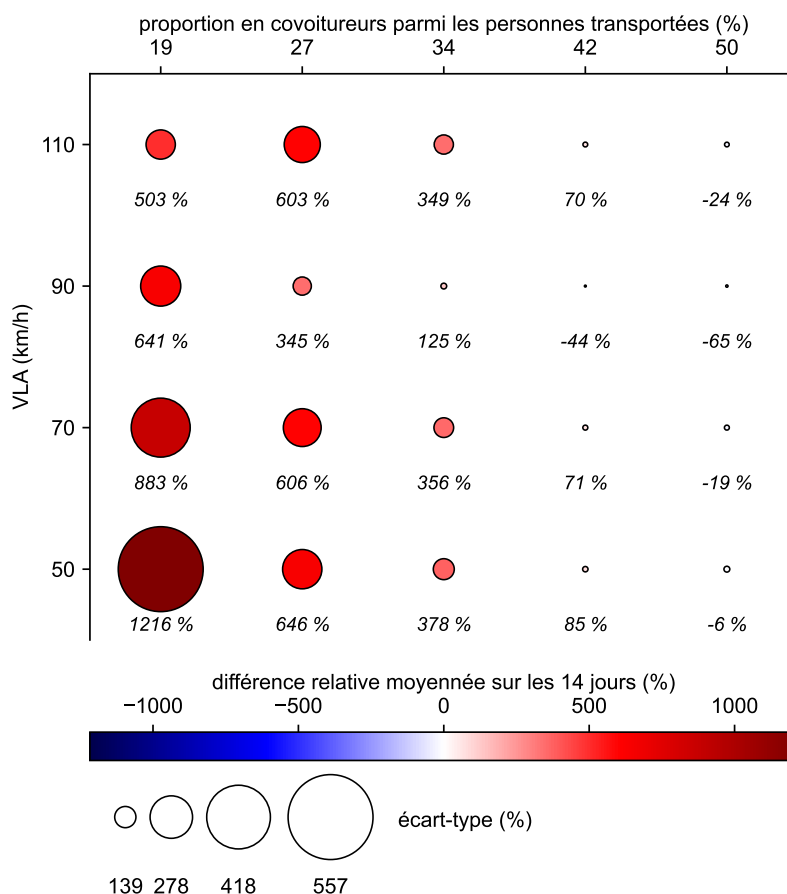 proportion en covoitureurs parmi les personnes transportées (%)
19 27 34 42 50
110
503 % 603 % 349 % 70 % -24 %
90
641 % 345 % 125 % -44 % -65 %
VLA (km/h)
70
883 % 606 % 356 % 71 % -19 %
50
1216 % 646 % 378 % 85 % -6 %
différence relative moyennée sur les 14 jours (%)
−1000 −500 0 500 1000
écart-type (%)
139 278 418 557